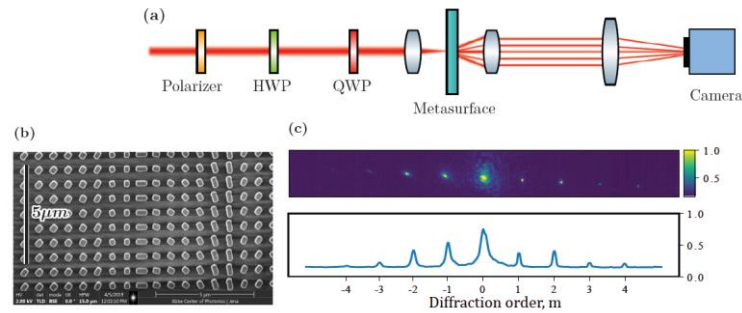 (a)
Polarizer
HWP
QWP
Metasurface
Camera
(b)
5μm
(c)
1.0
0.5
1.0
0.5
0.0
-4 -3 -2 -1 0 1 2 3 4
Diffraction order, m